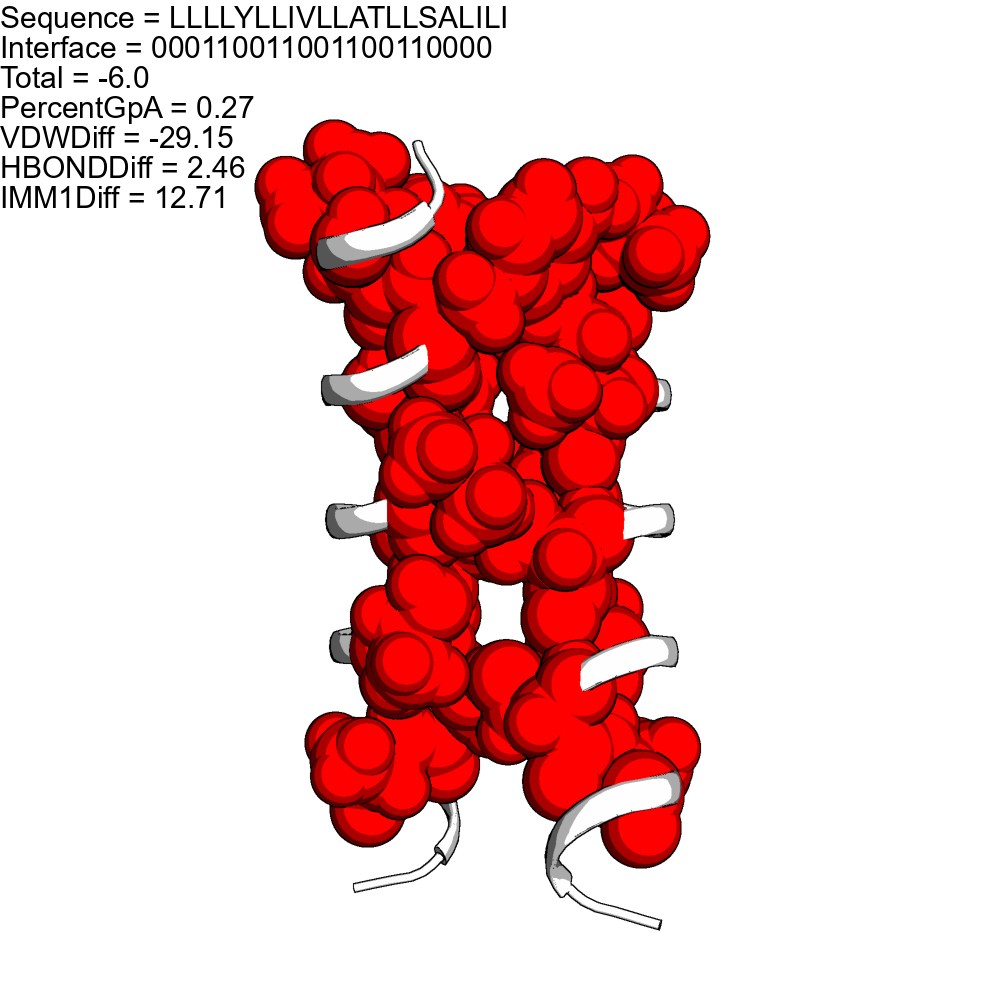 Sequence = LLLLYLLIVLLATLLSALILI
Interface = 000110011001100110000
Total = -6.0
PercentGpA = 0.27
VDWDiff = -29.15
HBONDDiff = 2.46
IMM1Diff = 12.71